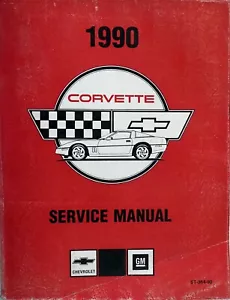 1990
CORVETTE
SERVICE MANUAL
CHEVROLET
GM